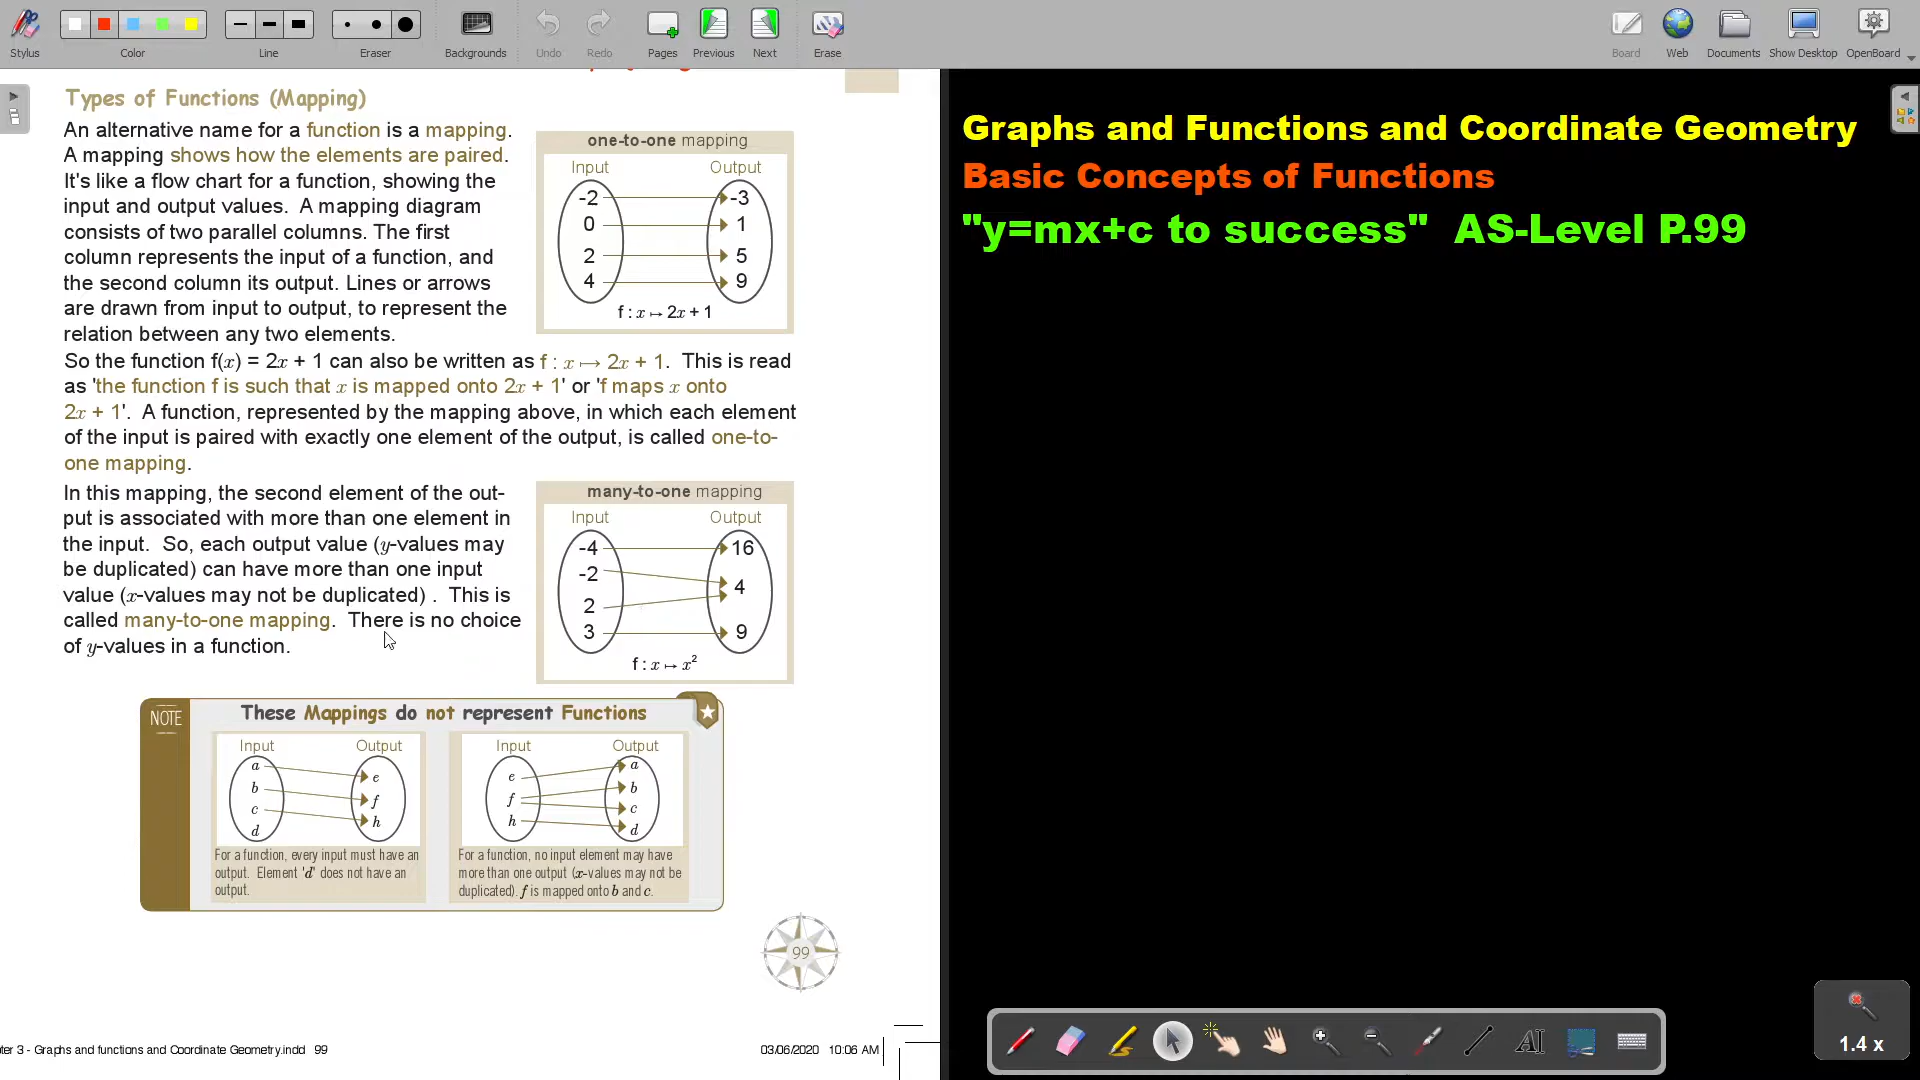 Stylus
Color
Line
Eraser
Backgrounds
Undo
Redo
Pages
Previous
Next
Erase
Board
Web
Documents
Show Desktop
OpenBoard
Types of Functions (Mapping)
An alternative name for a function is a mapping.
A mapping shows how the elements are paired.
It's like a flow chart for a function, showing the
input and output values. A mapping diagram
consists of two parallel columns. The first
column represents the input of a function, and
the second column its output. Lines or arrows
are drawn from input to output, to represent the
relation between any two elements.
one-to-one mapping
Input Output
-2 -3
0 1
2 5
4 9
f : x ↦ 2x + 1
So the function f(x) = 2x + 1 can also be written as f : x ↦ 2x + 1. This is read
as 'the function f is such that x is mapped onto 2x + 1' or 'f maps x onto
2x + 1'. A function, represented by the mapping above, in which each element
of the input is paired with exactly one element of the output, is called one-to-
one mapping.
In this mapping, the second element of the out-
put is associated with more than one element in
the input. So, each output value (y-values may
be duplicated) can have more than one input
value (x-values may not be duplicated) . This is
called many-to-one mapping. There is no choice
of y-values in a function.
many-to-one mapping
Input Output
-4 16
-2 4
2
3 9
f : x ↦ x²
NOTE
These Mappings do not represent Functions
Input Output
a e
b f
c h
d
For a function, every input must have an
output. Element 'd' does not have an
output.
Input Output
e a
f b
h c
d
For a function, no input element may have
more than one output (x-values may not be
duplicated). f is mapped onto b and c.
99
ter 3 - Graphs and functions and Coordinate Geometry.indd 99
03/06/2020 10:06 AM
Graphs and Functions and Coordinate Geometry
Basic Concepts of Functions
"y=mx+c to success" AS-Level P.99
AI
1.4 x